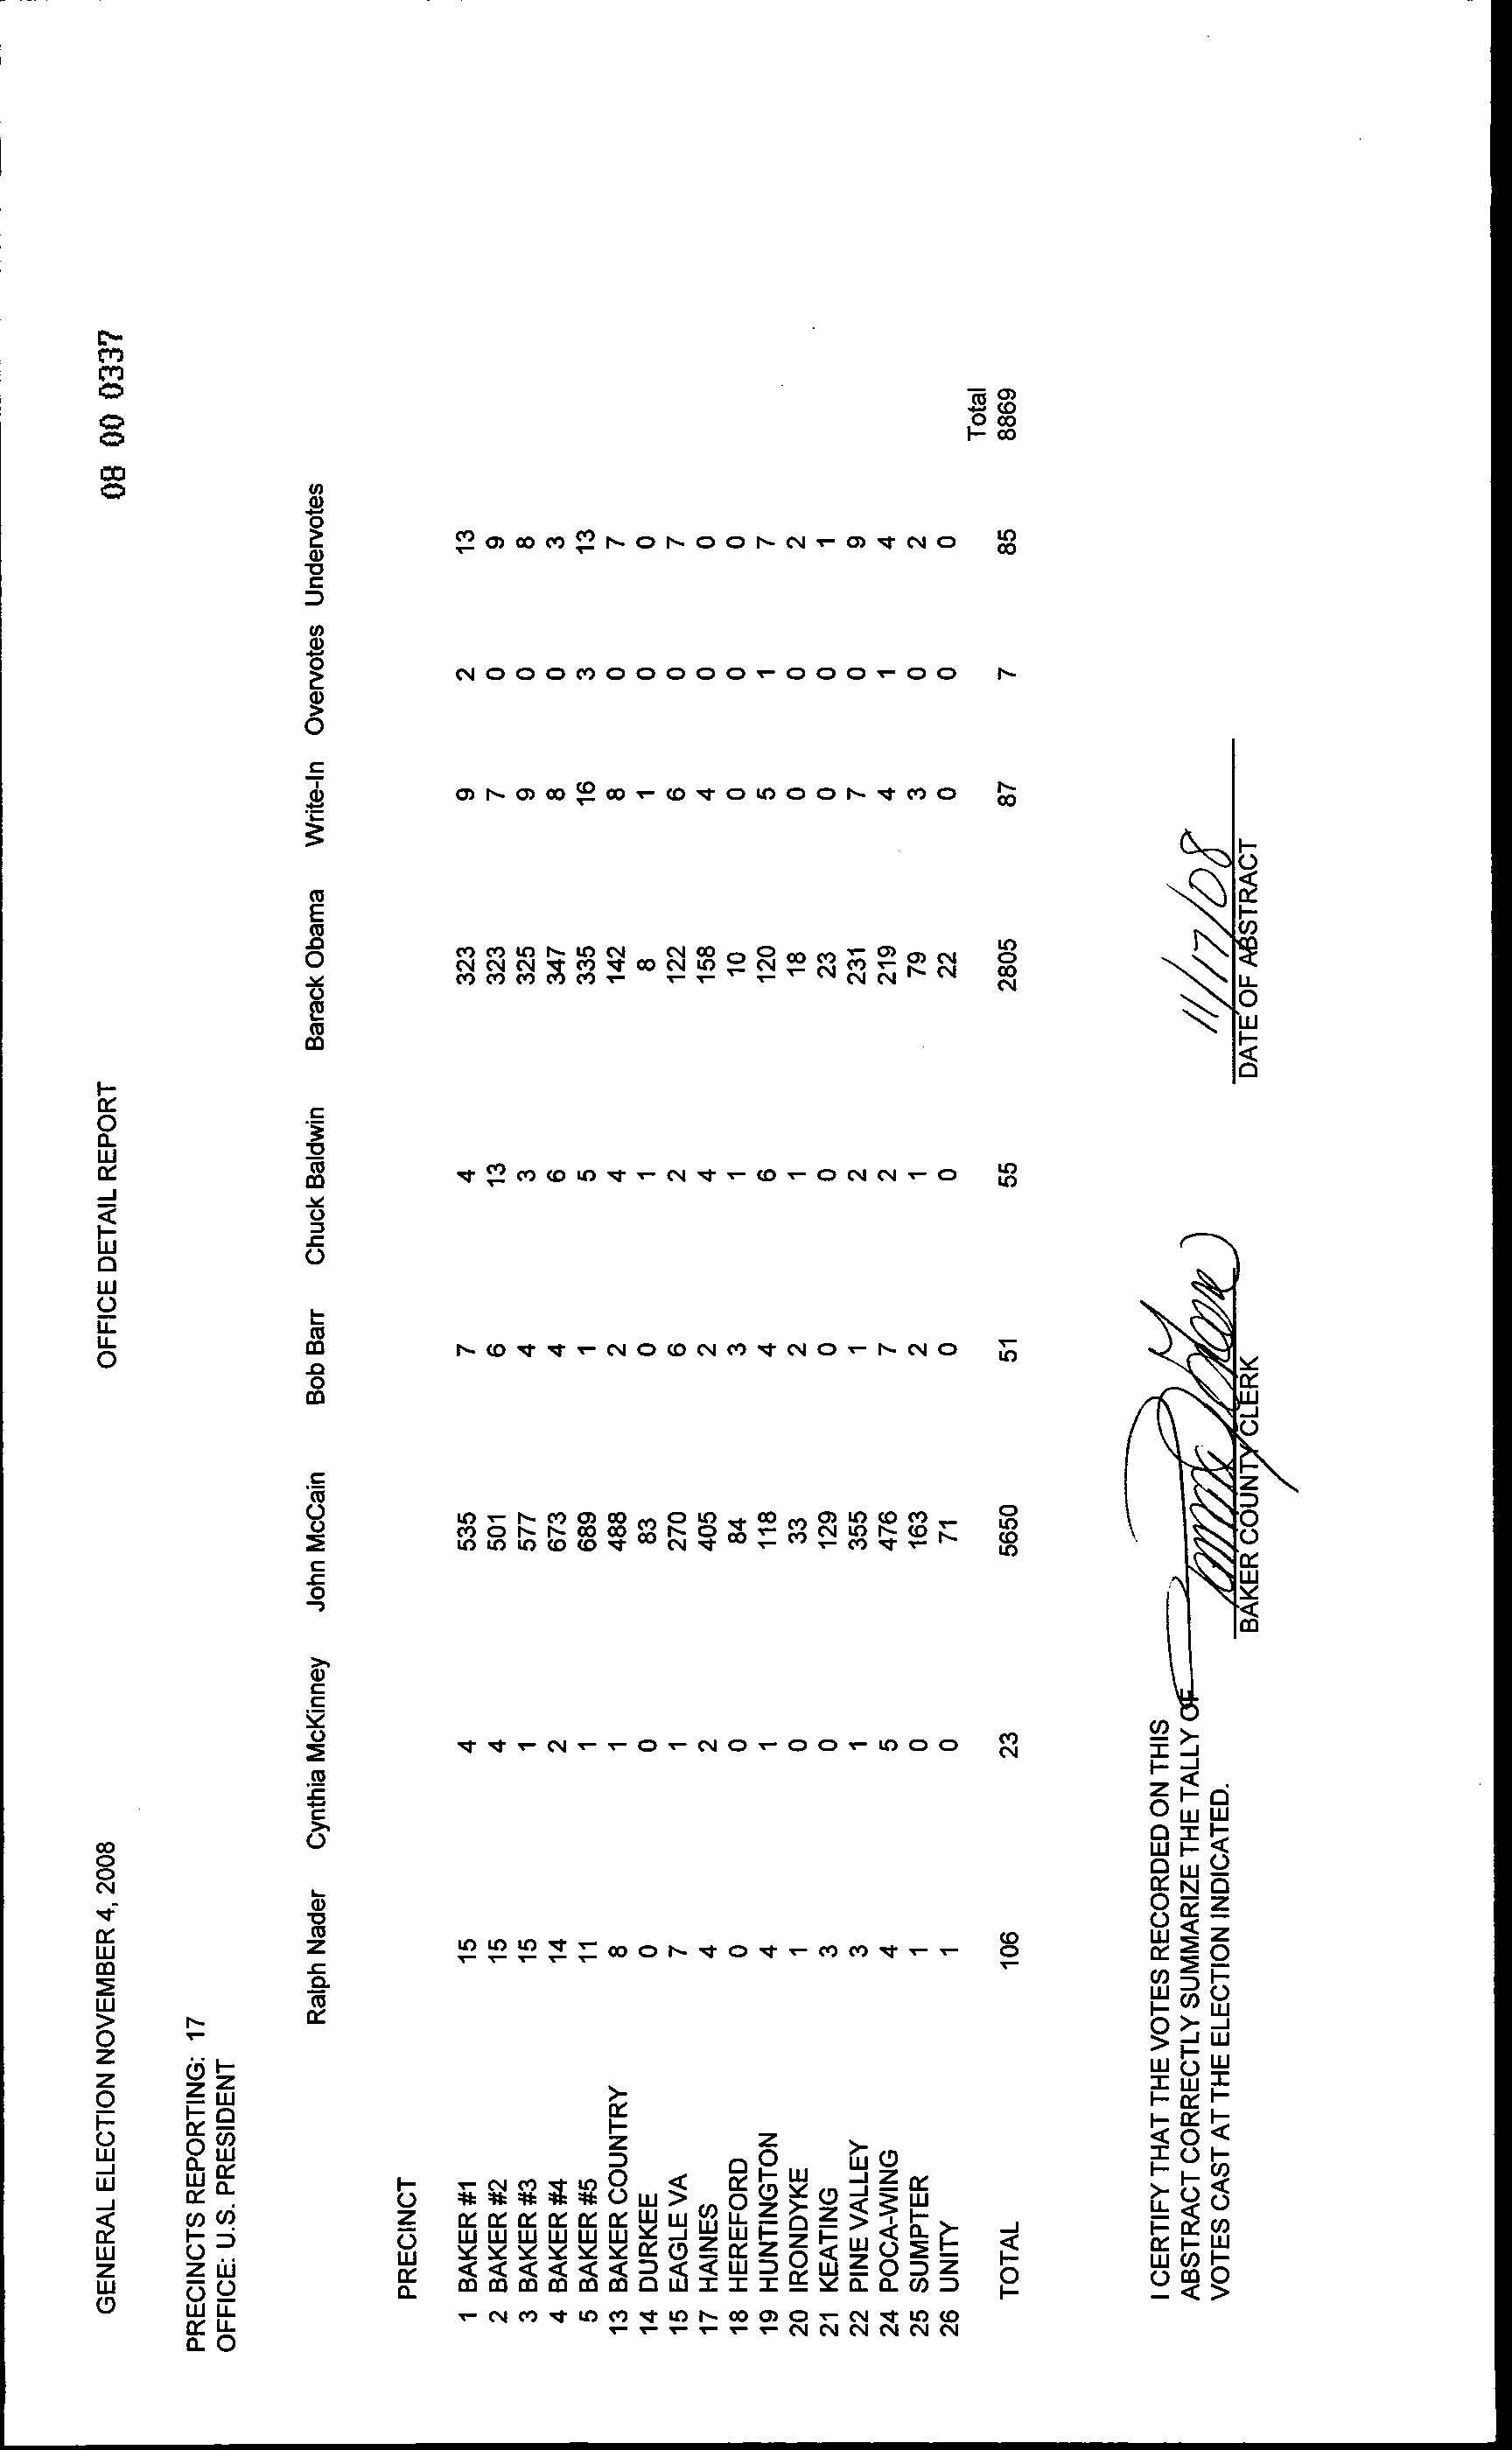 GENERAL ELECTION NOVEMBER 4, 2008 OFFICE DETAIL REPORT 08 00 0337
PRECINCTS REPORTING: 17
OFFICE: U.S. PRESIDENT
Ralph Nader Cynthia McKinney John McCain Bob Barr Chuck Baldwin Barack Obama Write-In Overvotes Undervotes
PRECINCT
1 BAKER #1 15 4 535 7 4 323 9 2 13
2 BAKER #2 15 4 501 6 13 323 7 0 9
3 BAKER #3 15 1 577 4 3 325 9 0 8
4 BAKER #4 14 2 673 4 6 347 8 0 3
5 BAKER #5 11 1 689 1 5 335 16 3 13
13 BAKER COUNTRY 8 1 488 2 4 142 8 0 7
14 DURKEE 0 0 83 0 1 8 1 0 0
15 EAGLE VA 7 1 270 6 2 122 6 0 7
17 HAINES 4 2 405 2 4 158 4 0 0
18 HEREFORD 0 0 84 3 1 10 0 0 0
19 HUNTINGTON 4 1 118 4 6 120 5 1 7
20 IRONDYKE 1 0 33 2 1 18 0 0 2
21 KEATING 3 0 129 0 0 23 0 0 1
22 PINE VALLEY 3 1 355 1 2 231 7 0 9
24 POCA-WING 4 5 476 7 2 219 4 1 4
25 SUMPTER 1 0 163 2 1 79 3 0 2
26 UNITY 1 0 71 0 0 22 0 0 0
Total
TOTAL 106 23 5650 51 55 2805 87 7 85 8869
I CERTIFY THAT THE VOTES RECORDED ON THIS
ABSTRACT CORRECTLY SUMMARIZE THE TALLY OF
VOTES CAST AT THE ELECTION INDICATED.
11/17/08
BAKER COUNTY CLERK DATE OF ABSTRACT